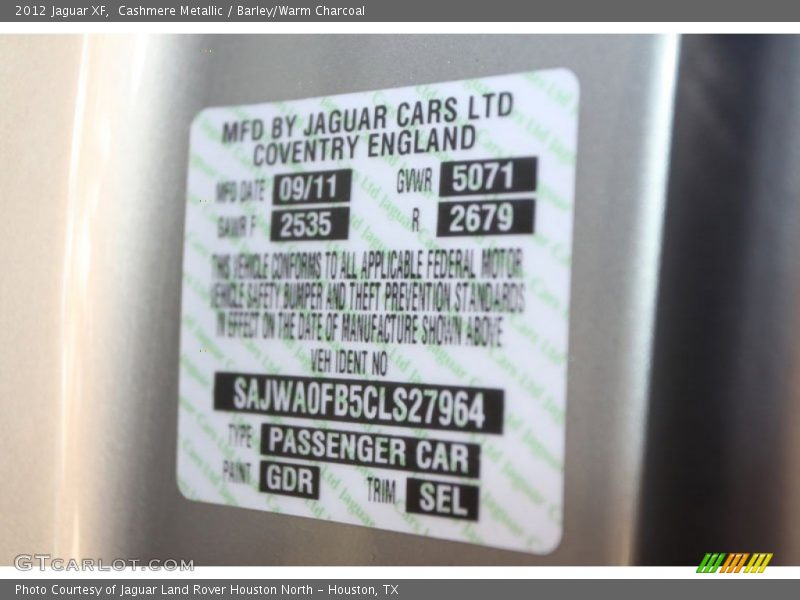 2012 Jaguar XF, Cashmere Metallic / Barley/Warm Charcoal
MFD BY JAGUAR CARS LTD
COVENTRY ENGLAND
MFD DATE 09/11 GVWR 5071
GAWR F 2535 R 2679
THIS VEHICLE CONFORMS TO ALL APPLICABLE FEDERAL MOTOR
VEHICLE SAFETY BUMPER AND THEFT PREVENTION STANDARDS
IN EFFECT ON THE DATE OF MANUFACTURE SHOWN ABOVE
VEH IDENT NO
SAJWA0FB5CLS27964
TYPE PASSENGER CAR
PAINT GDR TRIM SEL
GTCARLOT.COM
Photo Courtesy of Jaguar Land Rover Houston North - Houston, TX